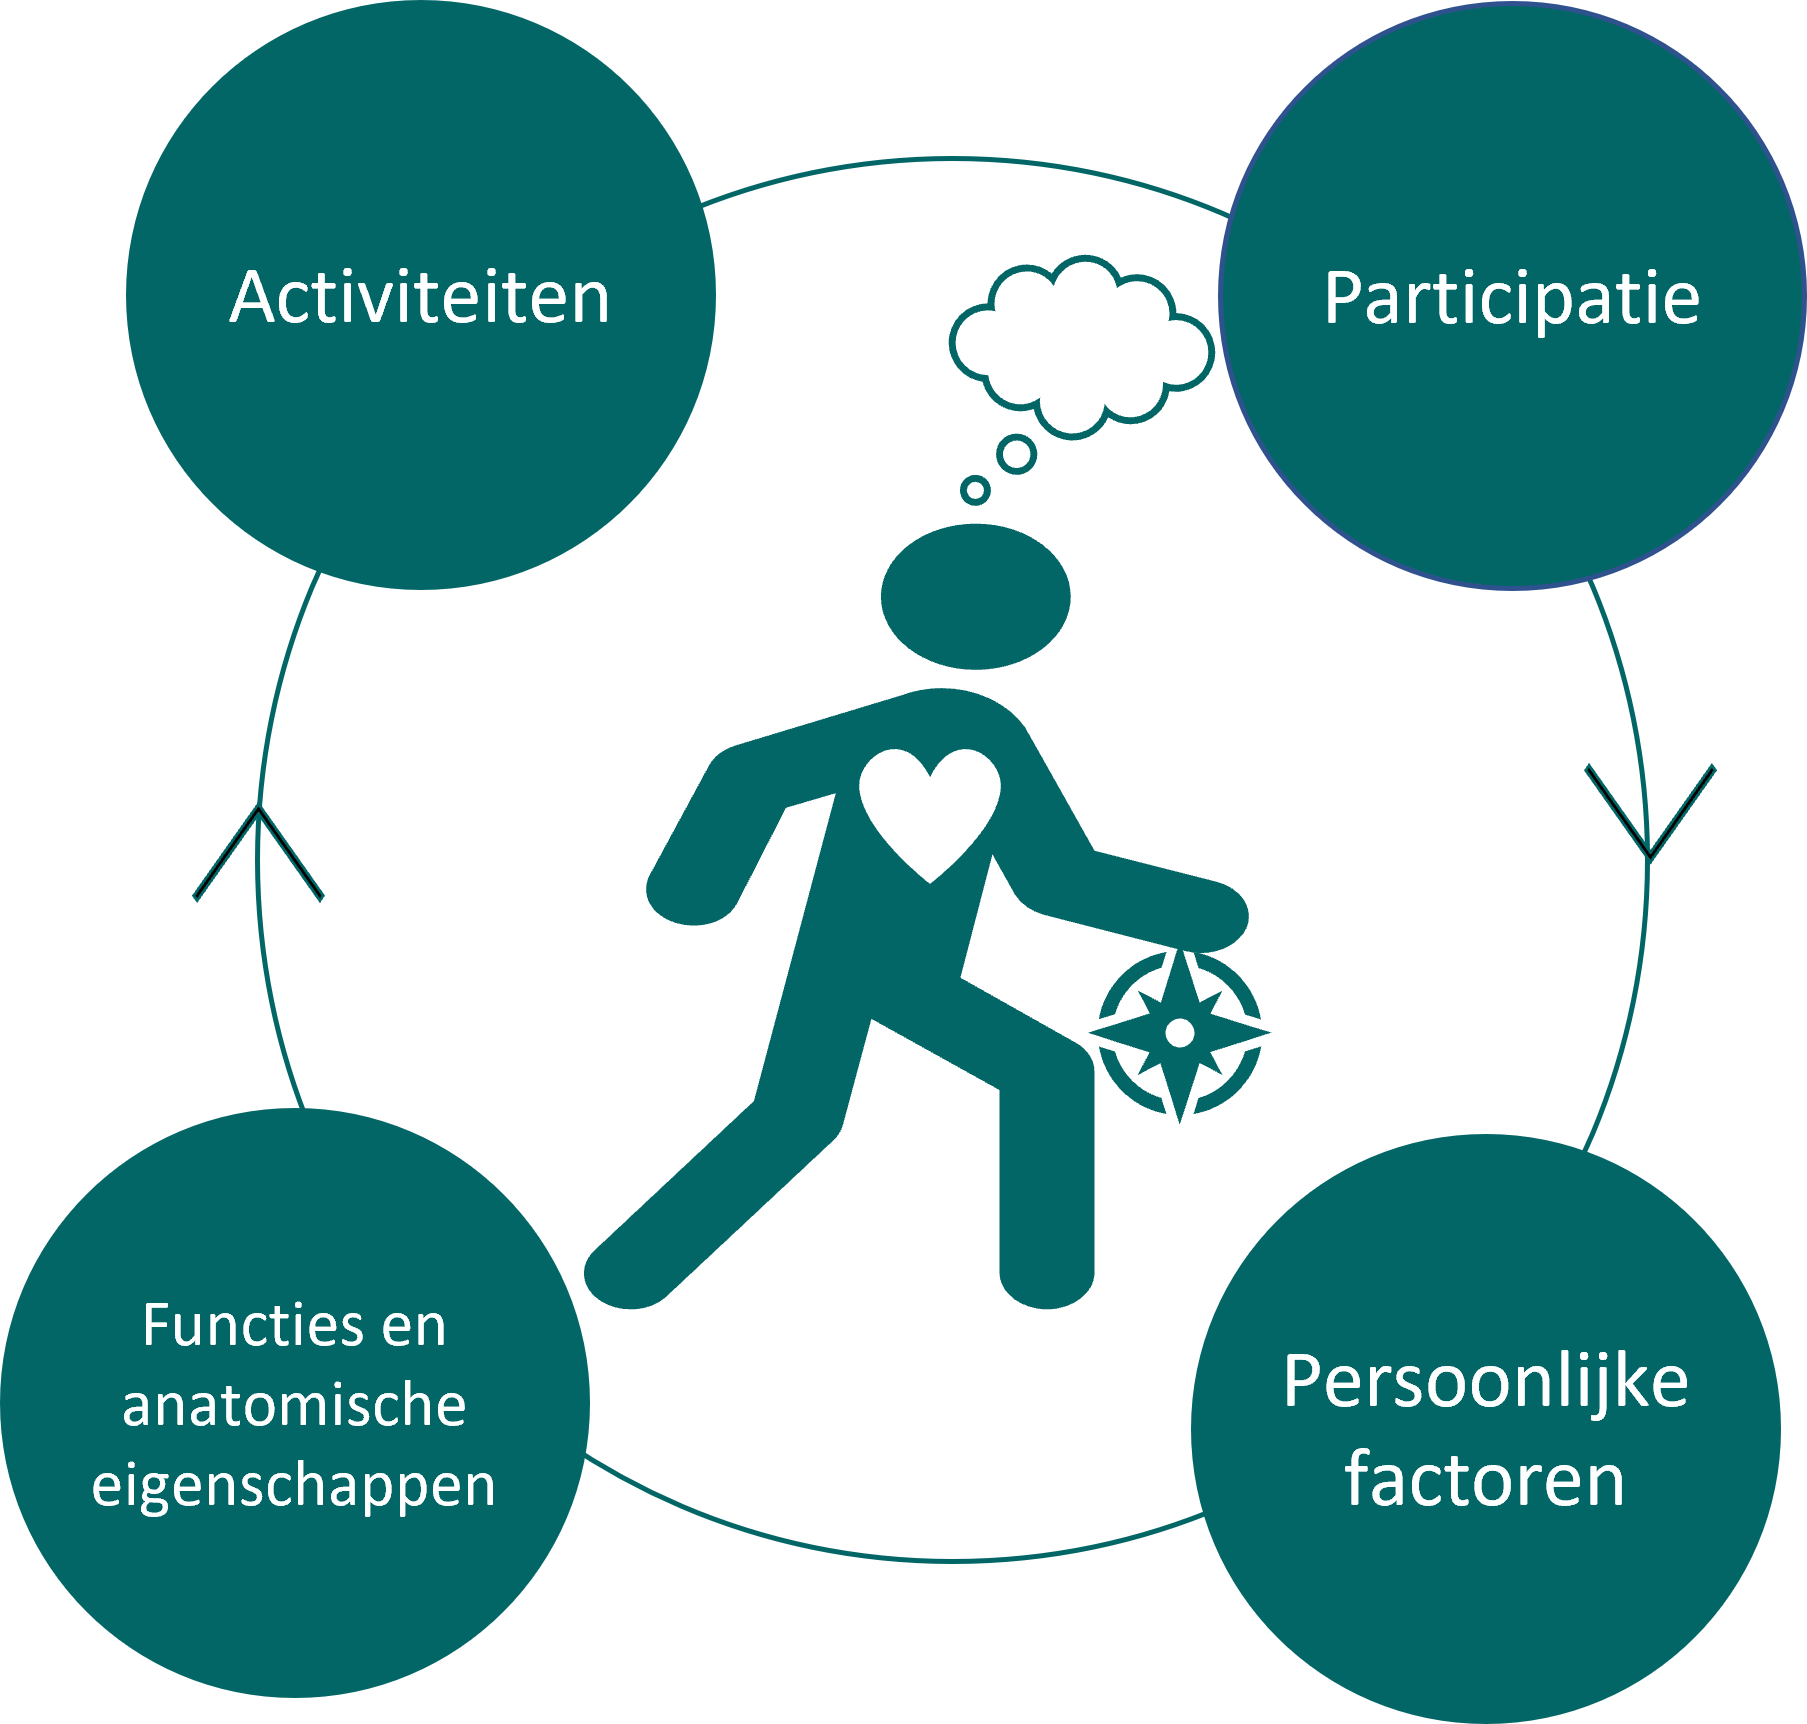 Activiteiten
Participatie
Functies en
anatomische
eigenschappen
Persoonlijke
factoren